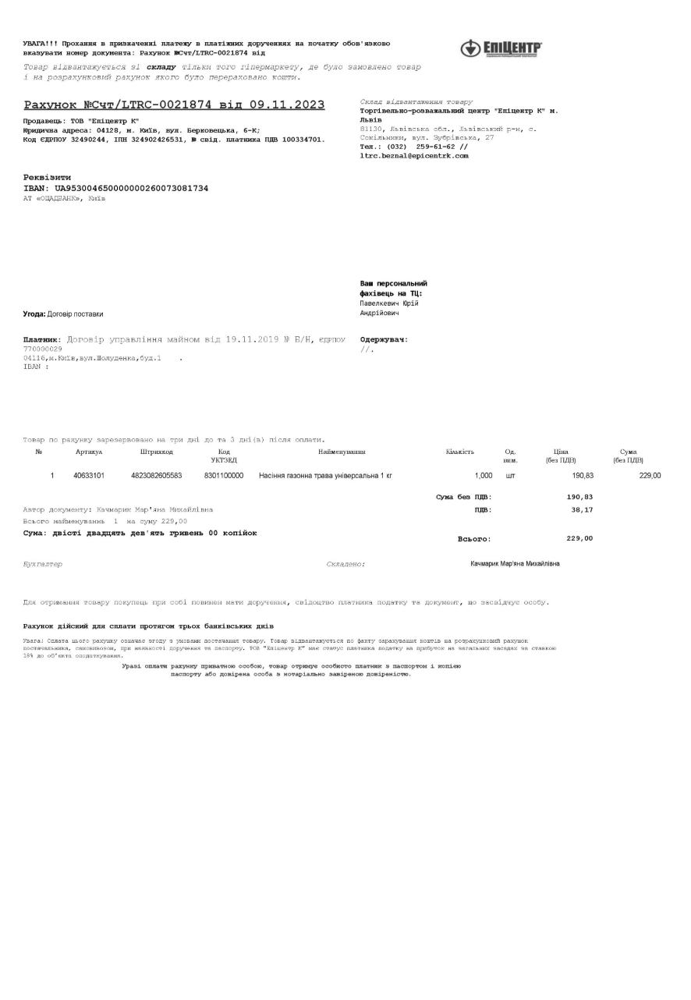 УВАГА!!! Прохання в призначенні платежу в платіжних дорученнях на початку обов'язково
вказувати номер документа: Рахунок №Счт/LTRC-0021874 від
ЕПІЦЕНТР
Товар відвантажується зі складу тільки того гіпермаркету, де було замовлено товар
і на розрахунковий рахунок якого було перераховано кошти.
Рахунок №Счт/LTRC-0021874 від 09.11.2023
Продавець: ТОВ "Епіцентр К"
Юридична адреса: 04128, м. Київ, вул. Берковецька, 6-К;
Код ЄДРПОУ 32490244, ІПН 324902426531, № свід. платника ПДВ 100334701.
Склад відвантаження товару
Торгівельно-розважальний центр "Епіцентр К" м.
Львів
81130, Львівська обл., Львівський р-н, с.
Сокільники, вул. Зубрівська, 27
Тел.: (032) 259-61-62 //
ltrc.beznal@epicentrk.com
Реквізити
IBAN: UA953004650000000260073081734
АТ «ОЩАДБАНК», Київ
Ваш персональний
фахівець на ТЦ:
Павелкевич Юрій
Андрійович
Угода: Договір поставки
Платник: Договір управління майном від 19.11.2019 № Б/Н, ЄДРПОУ
770000029
04116,м.Київ,вул.Шолуденка,буд.1 .
IBAN :
Одержувач:
//.
Товар по рахунку зарезервовано на три дні до та 3 дні(в) після оплати.
№ Артикул Штрихкод Код Найменування Кількість Од. Ціна Сума
УКТЗЕД вим. (без ПДВ) (без ПДВ)
1 40633101 4823082605583 8301100000 Насіння газонна трава універсальна 1 кг 1,000 шт 190,83 229,00
Сума без ПДВ: 190,83
Автор документу: Качмарик Мар'яна Михайлівна ПДВ: 38,17
Всього найменуваннь 1 на суму 229,00
Сума: двісті двадцять дев'ять гривень 00 копійок
Всього: 229,00
Бухгалтер Складено: Качмарик Мар'яна Михайлівна
Для отримання товару покупець при собі повинен мати доручення, свідоцтво платника податку та документ, що засвідчує особу.
Рахунок дійсний для сплати протягом трьох банківських днів
Увага! Оплата цього рахунку означає згоду з умовами достачання товару. Товар відвантажується по факту зарахування коштів на розрахунковий рахунок
постачальника, самовивозом, при наявності доручення та паспорту. ТОВ "Епіцентр К" має статус платника податку на прибуток на загальних засадах за ставкою
18% до об'єкта оподаткування.
Уразі оплати рахунку приватною особою, товар отримує особисто платник з паспортом і копією
паспорту або довірена особа з нотаріально завіреною довіреністю.